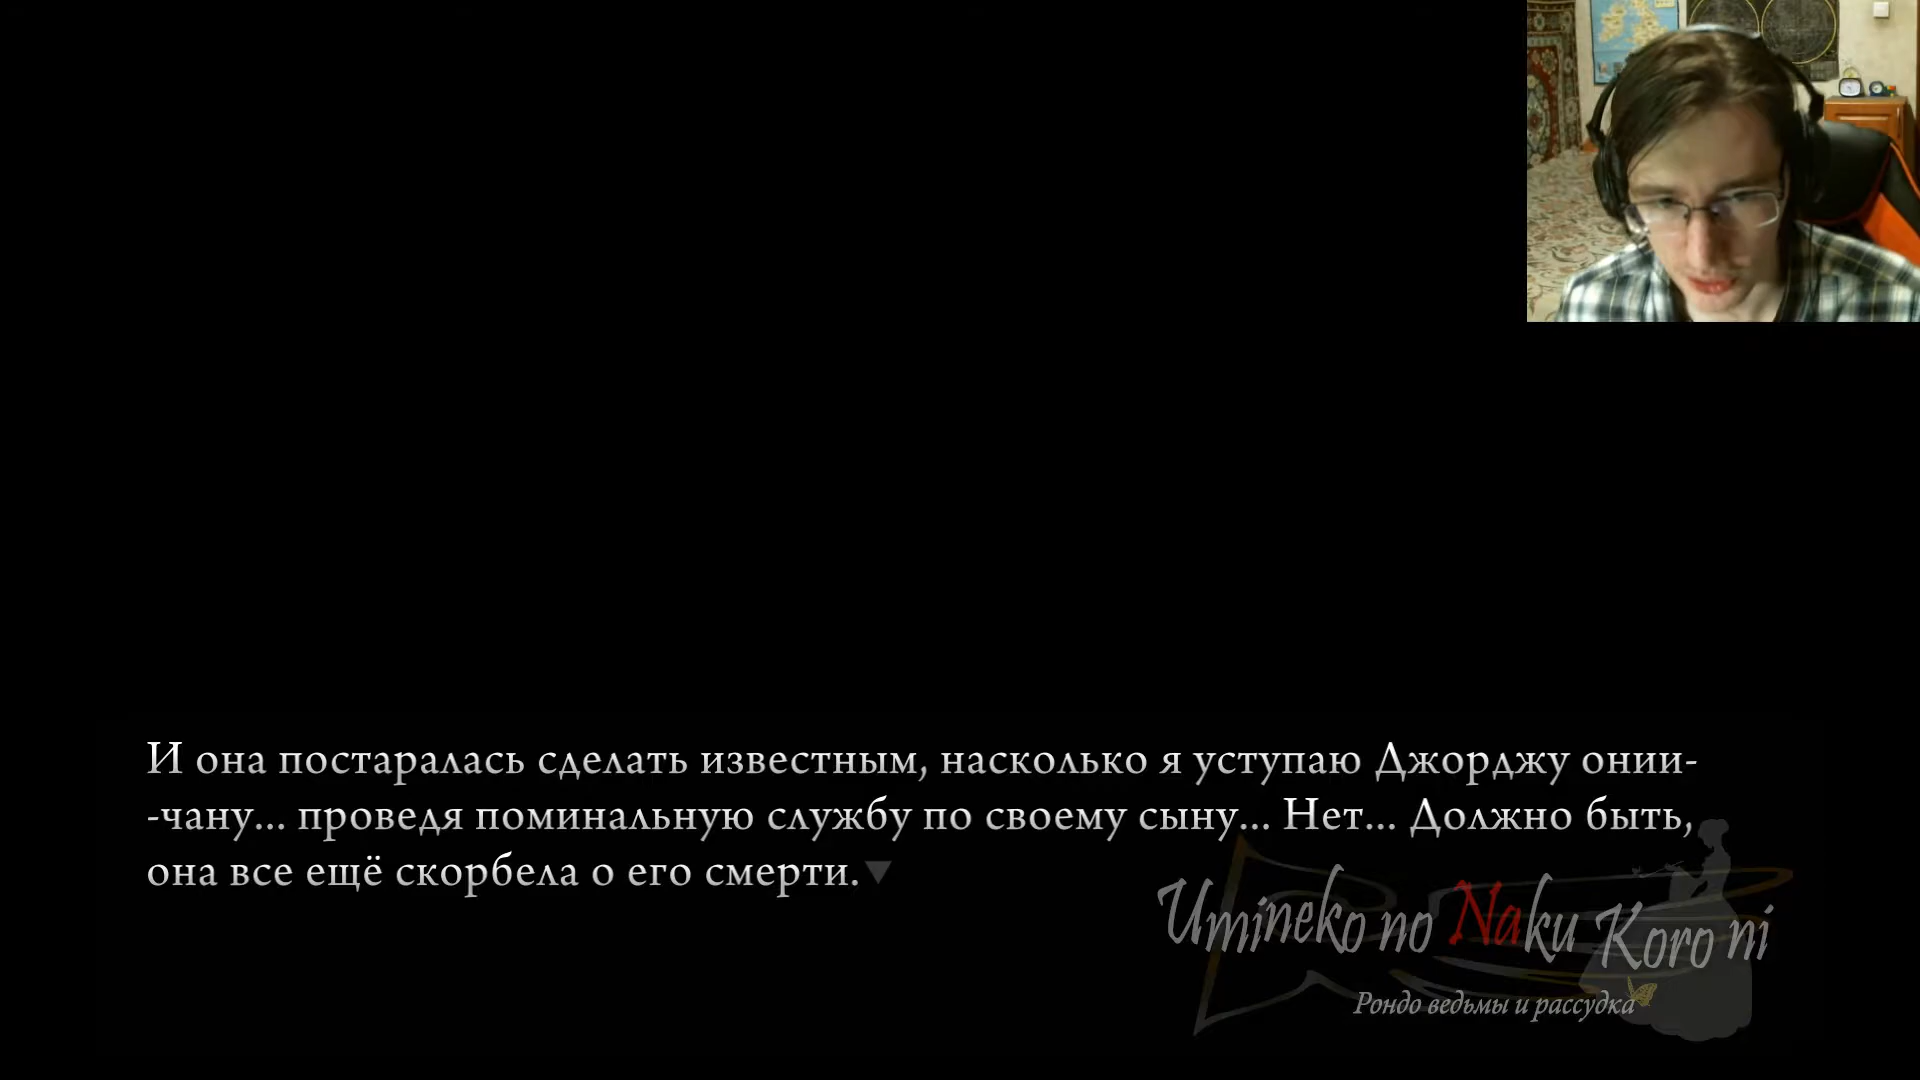 И она постаралась сделать известным, насколько я уступаю Джорджу онии-
-чану... проведя поминальную службу по своему сыну... Нет... Должно быть,
она все ещё скорбела о его смерти.
Umineko no Naku Koro ni
Рондо ведьмы и рассудка